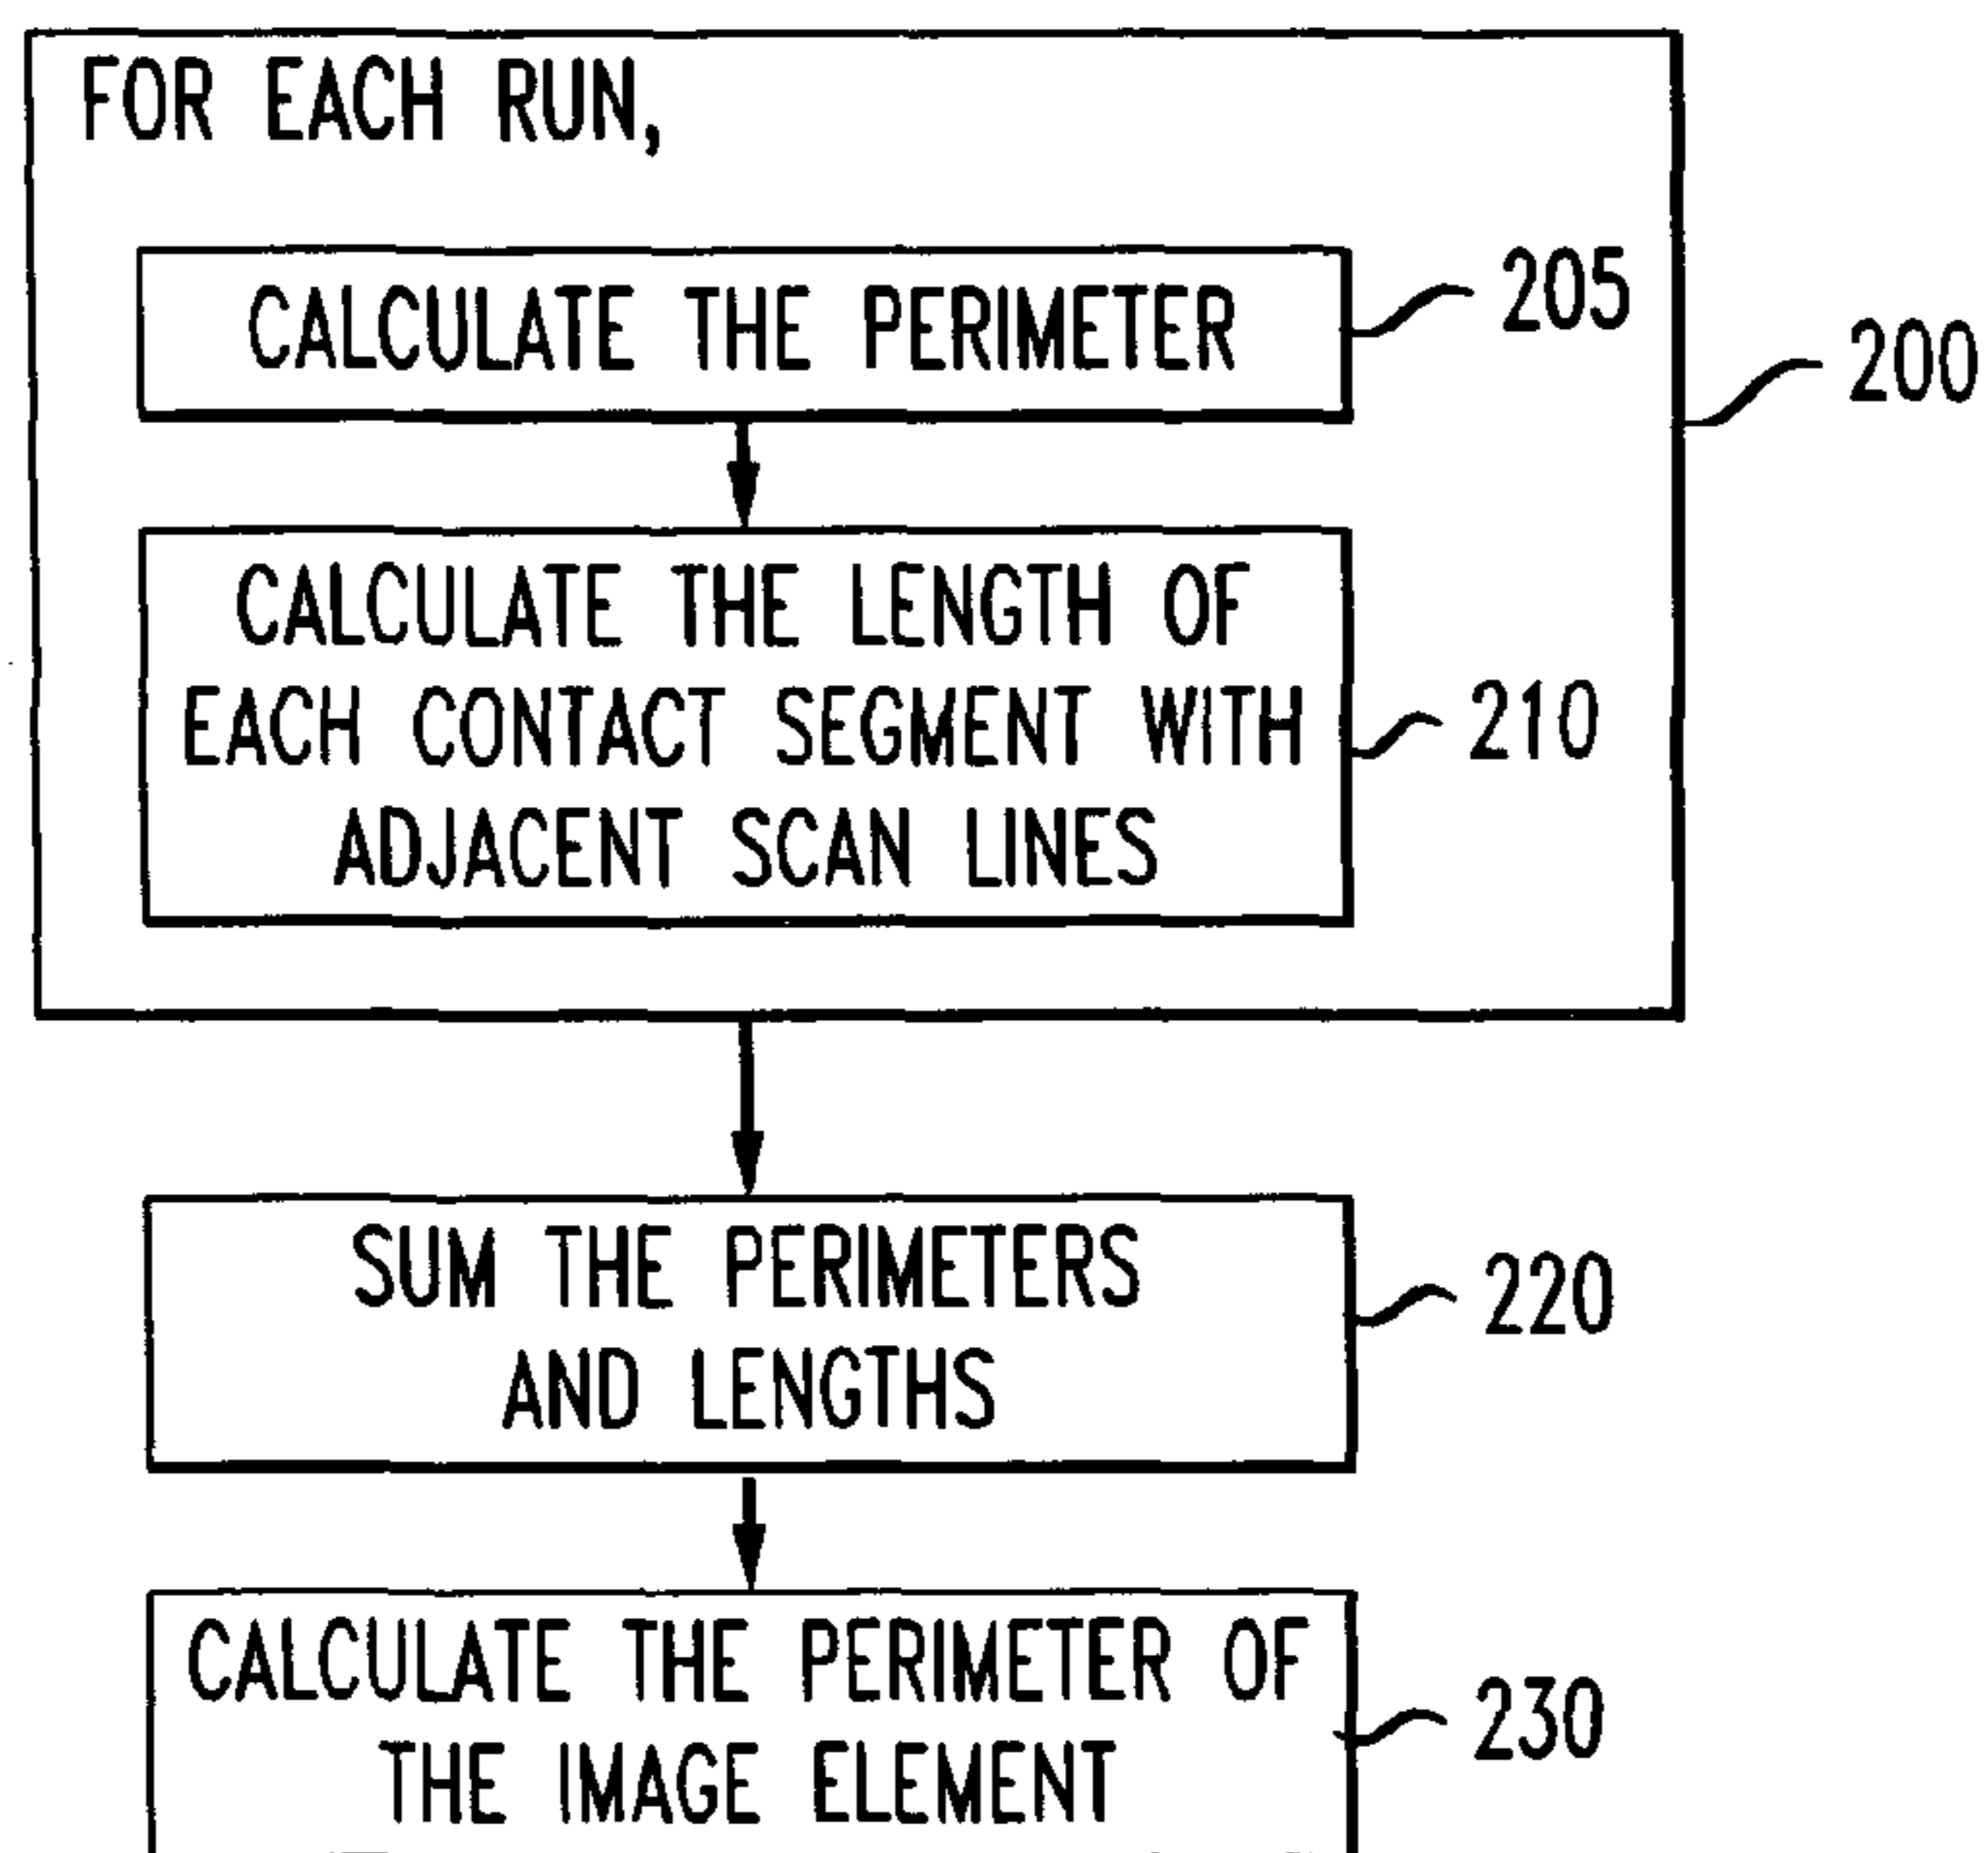 FOR EACH RUN,
CALCULATE THE PERIMETER
205
200
CALCULATE THE LENGTH OF
EACH CONTACT SEGMENT WITH
ADJACENT SCAN LINES
210
SUM THE PERIMETERS
AND LENGTHS
220
CALCULATE THE PERIMETER OF
THE IMAGE ELEMENT
230